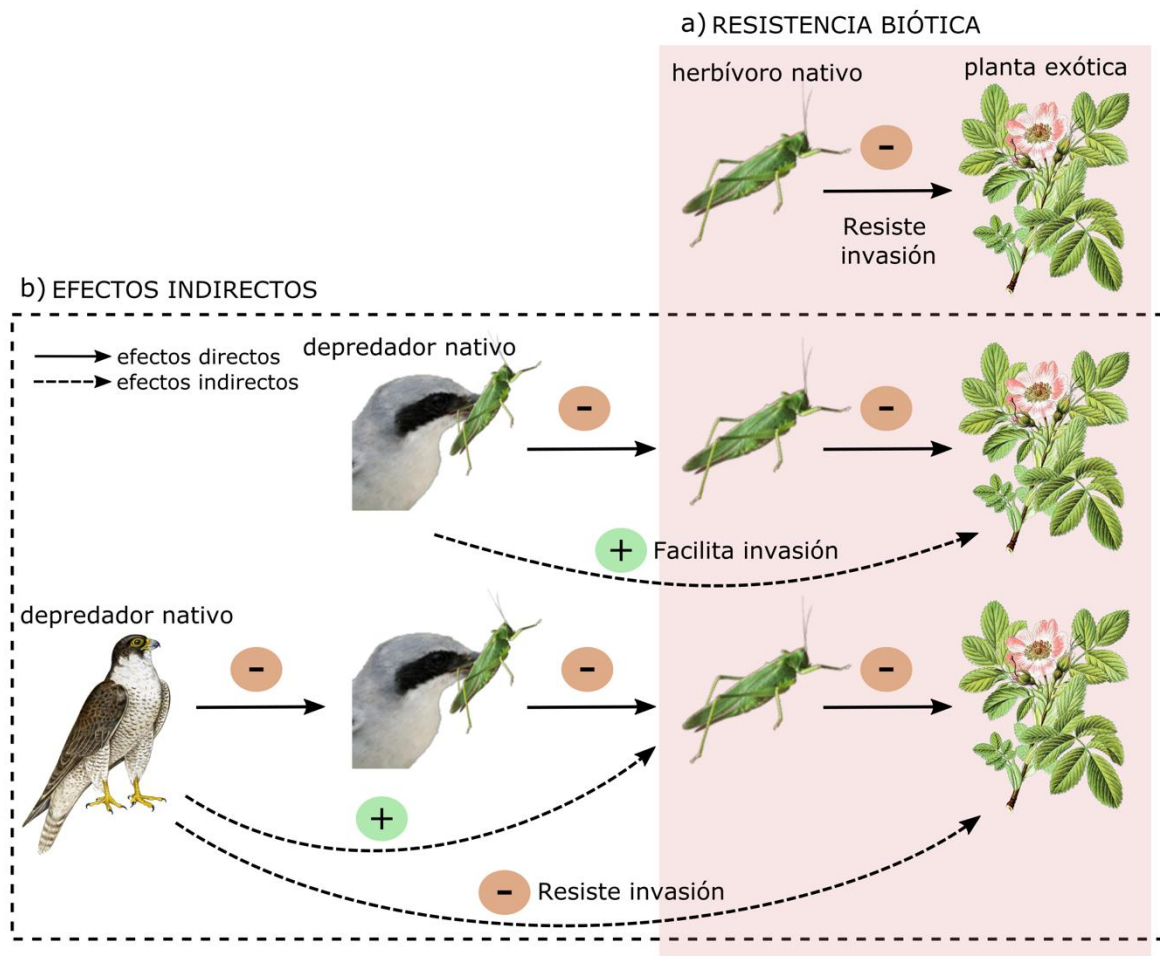 a) RESISTENCIA BIÓTICA
herbívoro nativo
planta exótica
-
Resiste
invasión
b) EFECTOS INDIRECTOS
efectos directos
efectos indirectos
depredador nativo
-
-
+ Facilita invasión
depredador nativo
-
-
-
+
- Resiste invasión